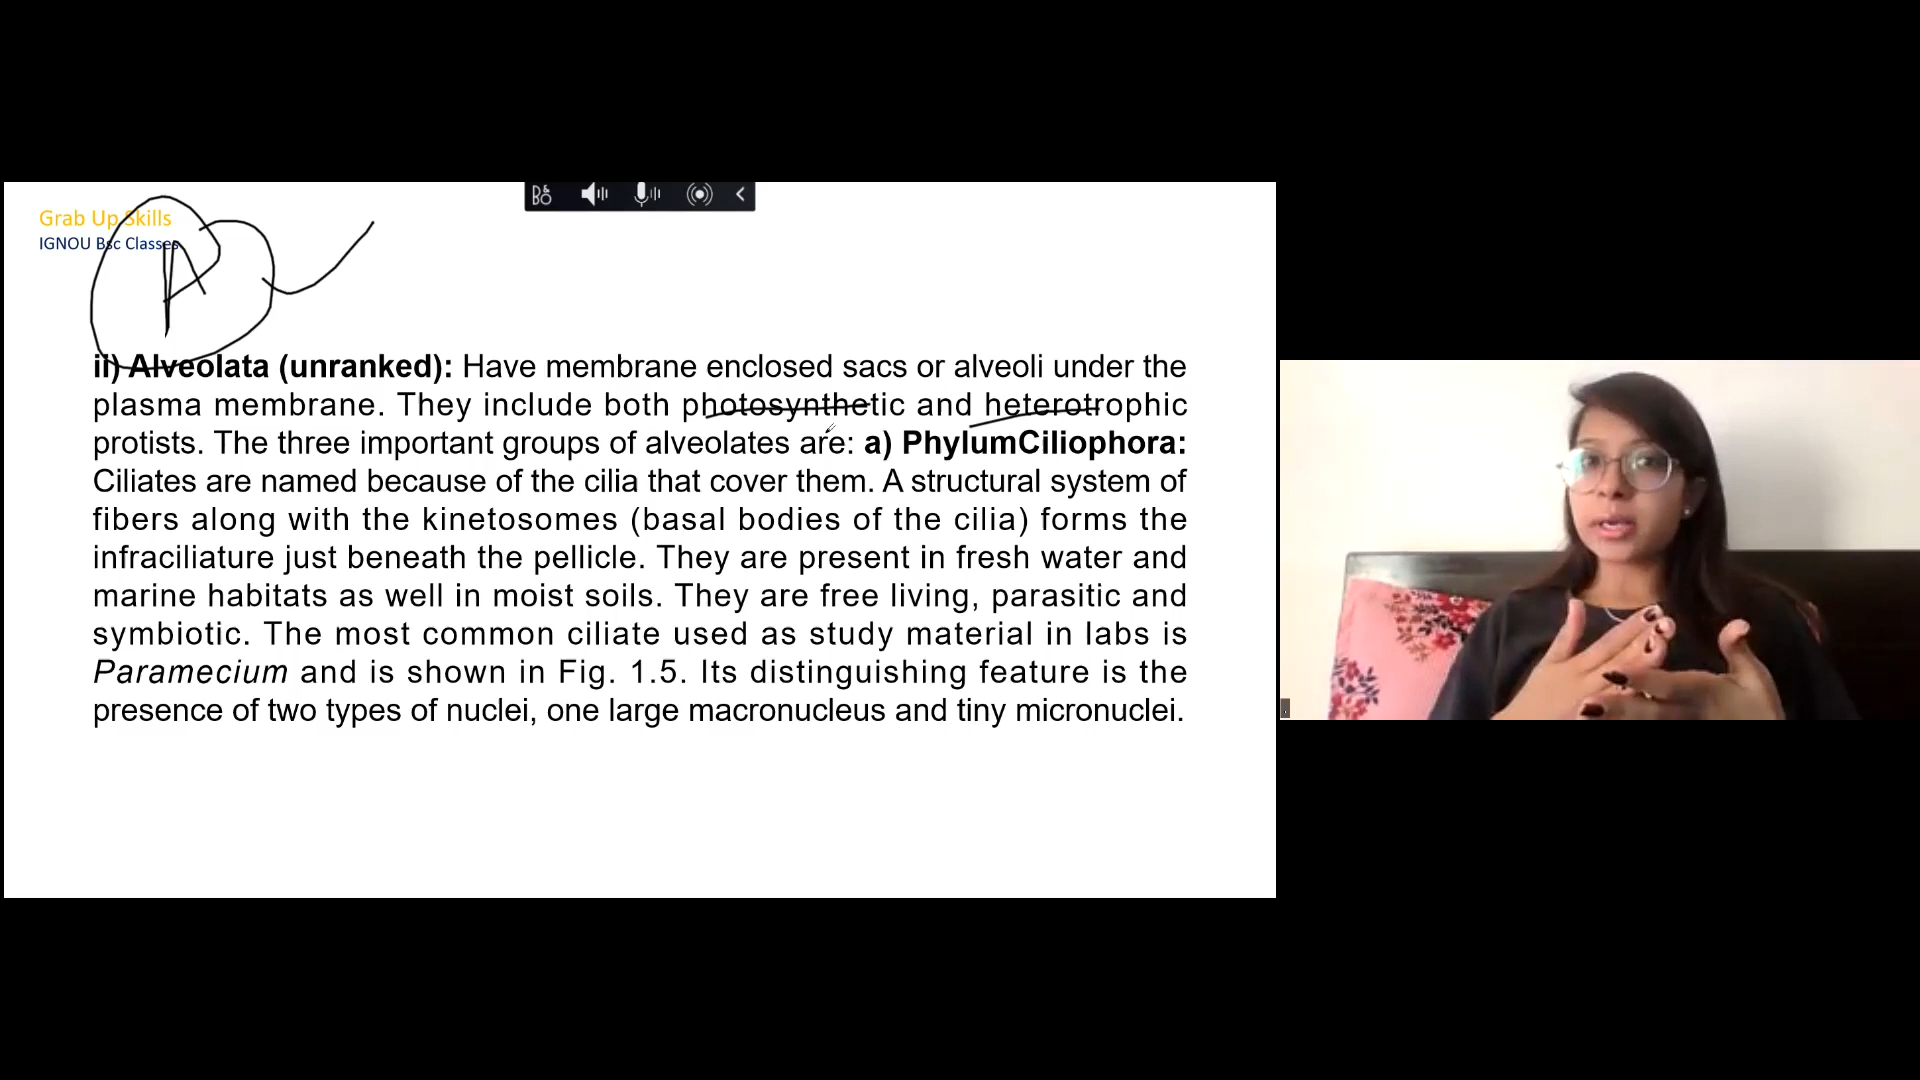 Grab Up Skills
IGNOU Bsc Classes
A
ii) Alveolata (unranked): Have membrane enclosed sacs or alveoli under the
plasma membrane. They include both photosynthetic and heterotrophic
protists. The three important groups of alveolates are: a) PhylumCiliophora:
Ciliates are named because of the cilia that cover them. A structural system of
fibers along with the kinetosomes (basal bodies of the cilia) forms the
infraciliature just beneath the pellicle. They are present in fresh water and
marine habitats as well in moist soils. They are free living, parasitic and
symbiotic. The most common ciliate used as study material in labs is
Paramecium and is shown in Fig. 1.5. Its distinguishing feature is the
presence of two types of nuclei, one large macronucleus and tiny micronuclei.